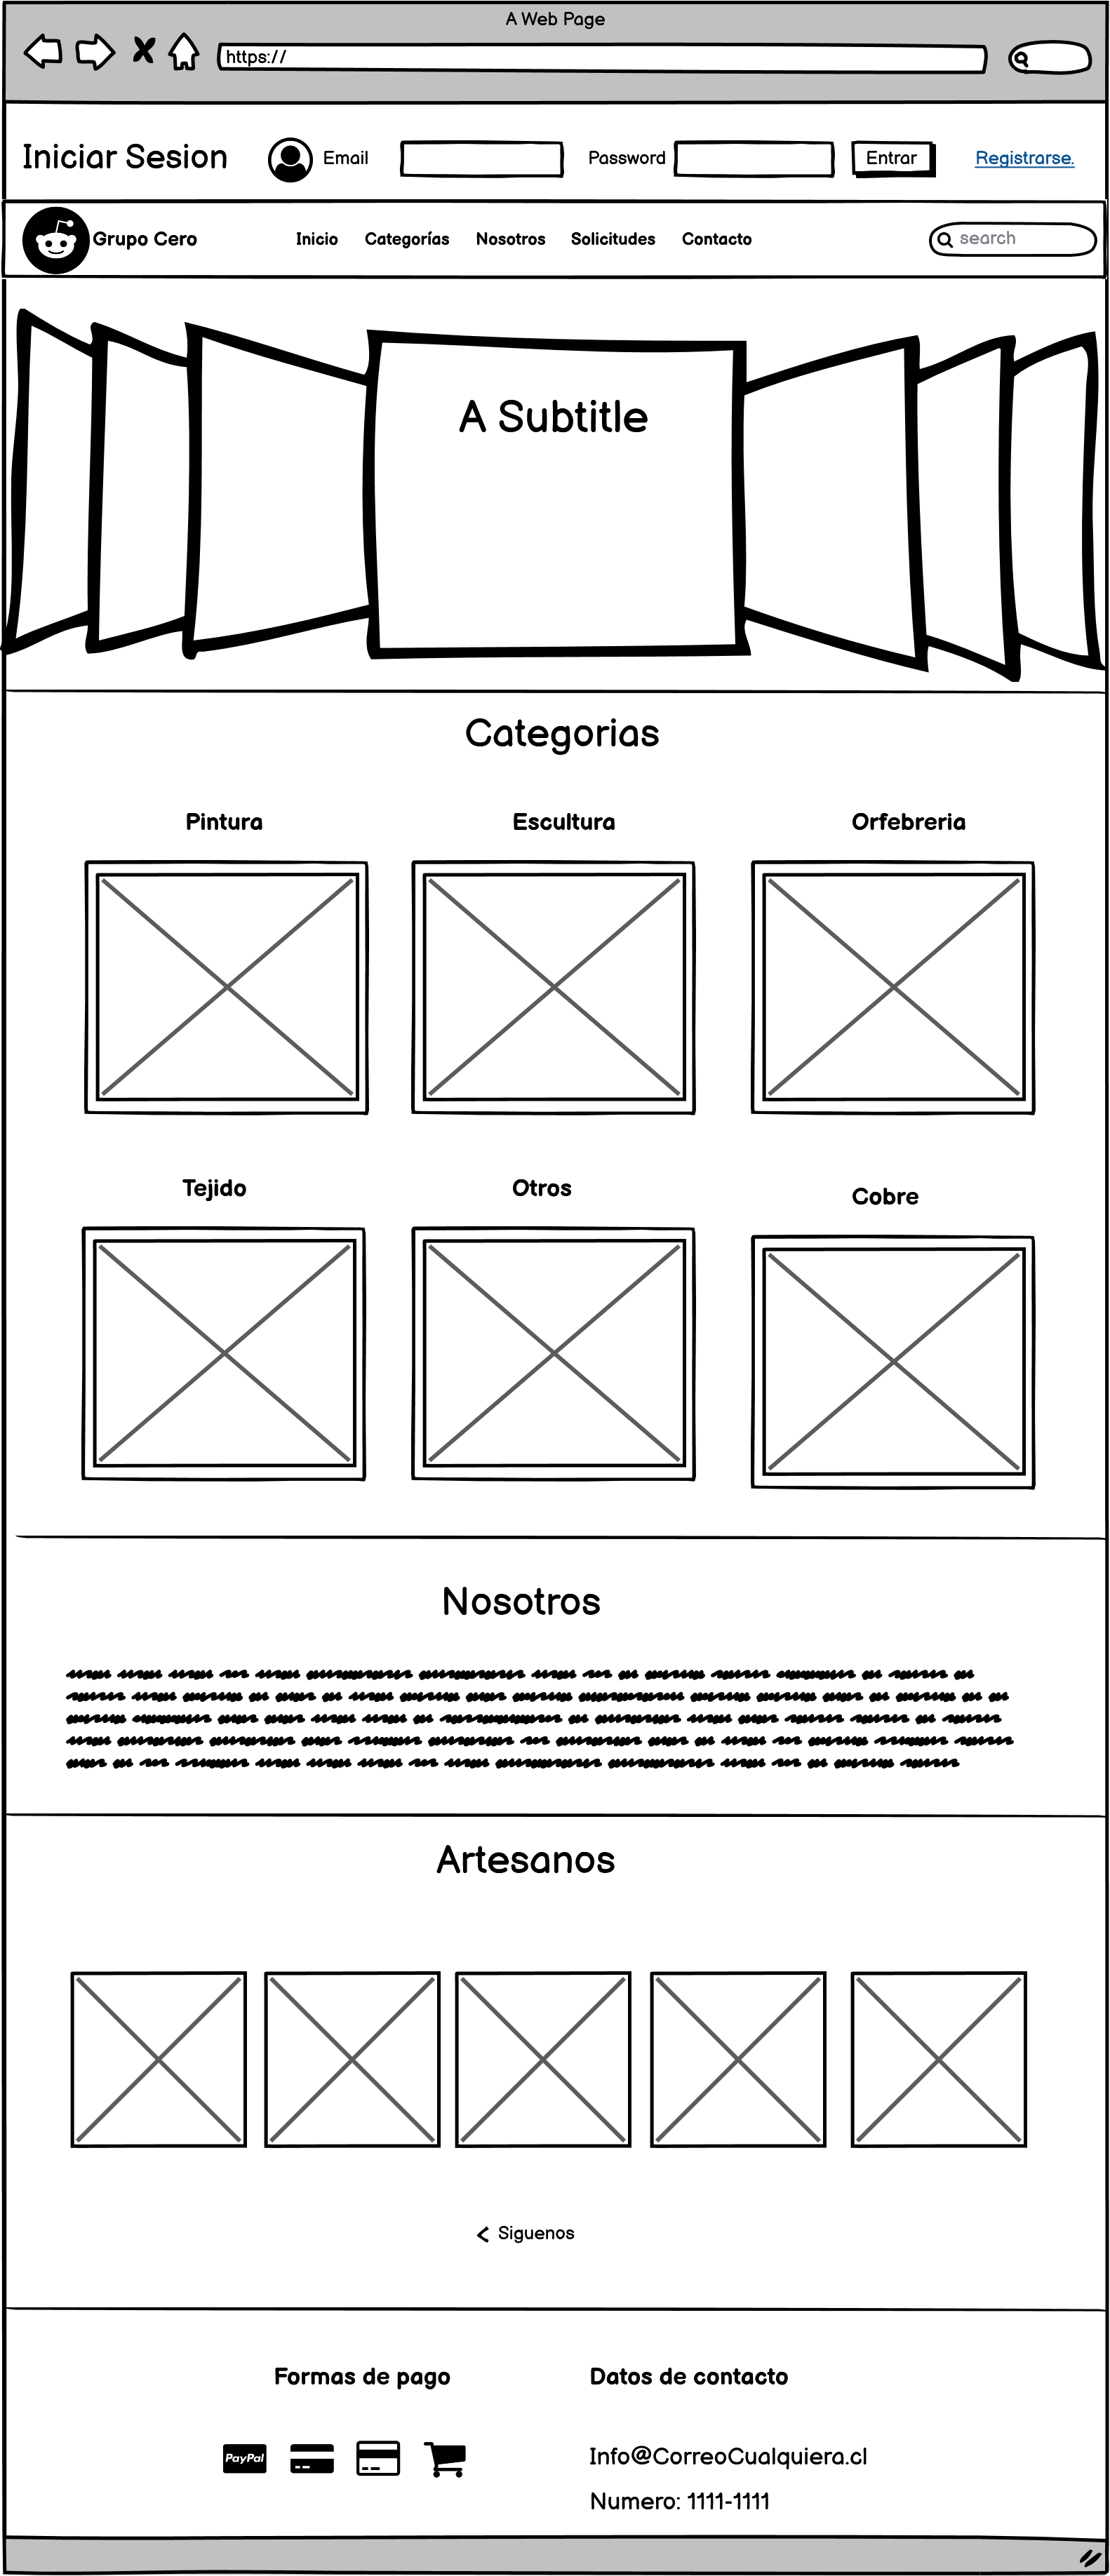 A Web Page
https://
Iniciar Sesion Email Password Entrar Registrarse.
Grupo Cero Inicio Categorías Nosotros Solicitudes Contacto search
A Subtitle
Categorias
Pintura Escultura Orfebreria
Tejido Otros Cobre
Nosotros
Artesanos
Siguenos
Formas de pago Datos de contacto
PayPal Info@CorreoCualquiera.cl
Numero: 1111-1111